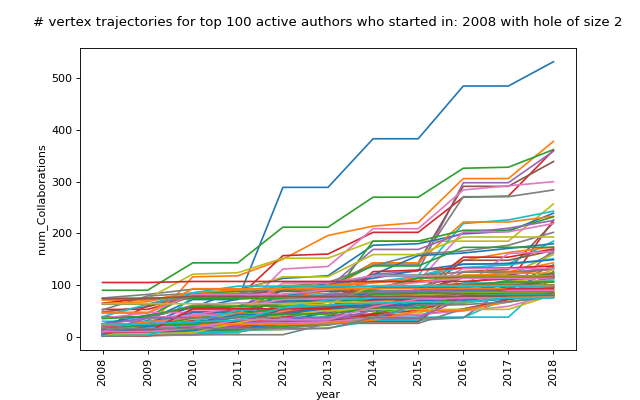 # vertex trajectories for top 100 active authors who started in: 2008 with hole of size 2
500
400
300
200
100
0
num_Collaborations
2008 2009 2010 2011 2012 2013 2014 2015 2016 2017 2018
year